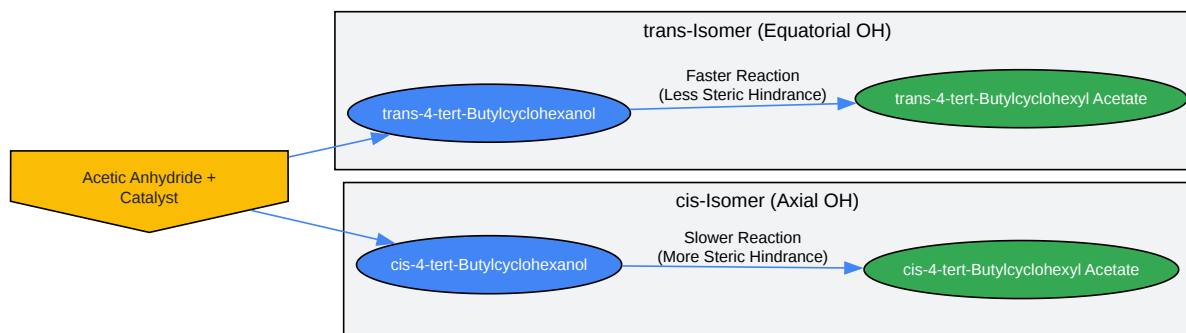 trans-Isomer (Equatorial OH)
Faster Reaction
(Less Steric Hindrance)
trans-4-tert-Butylcyclohexanol
trans-4-tert-Butylcyclohexyl Acetate
Acetic Anhydride +
Catalyst
cis-Isomer (Axial OH)
Slower Reaction
(More Steric Hindrance)
cis-4-tert-Butylcyclohexanol
cis-4-tert-Butylcyclohexyl Acetate